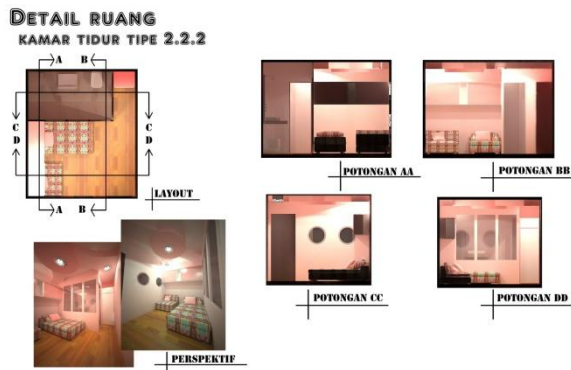 DETAIL RUANG
KAMAR TIDUR TIPE 2.2.2
A B
C C
D D
A B
LAYOUT
POTONGAN AA
POTONGAN BB
POTONGAN CC
POTONGAN DD
PERSPEKTIF